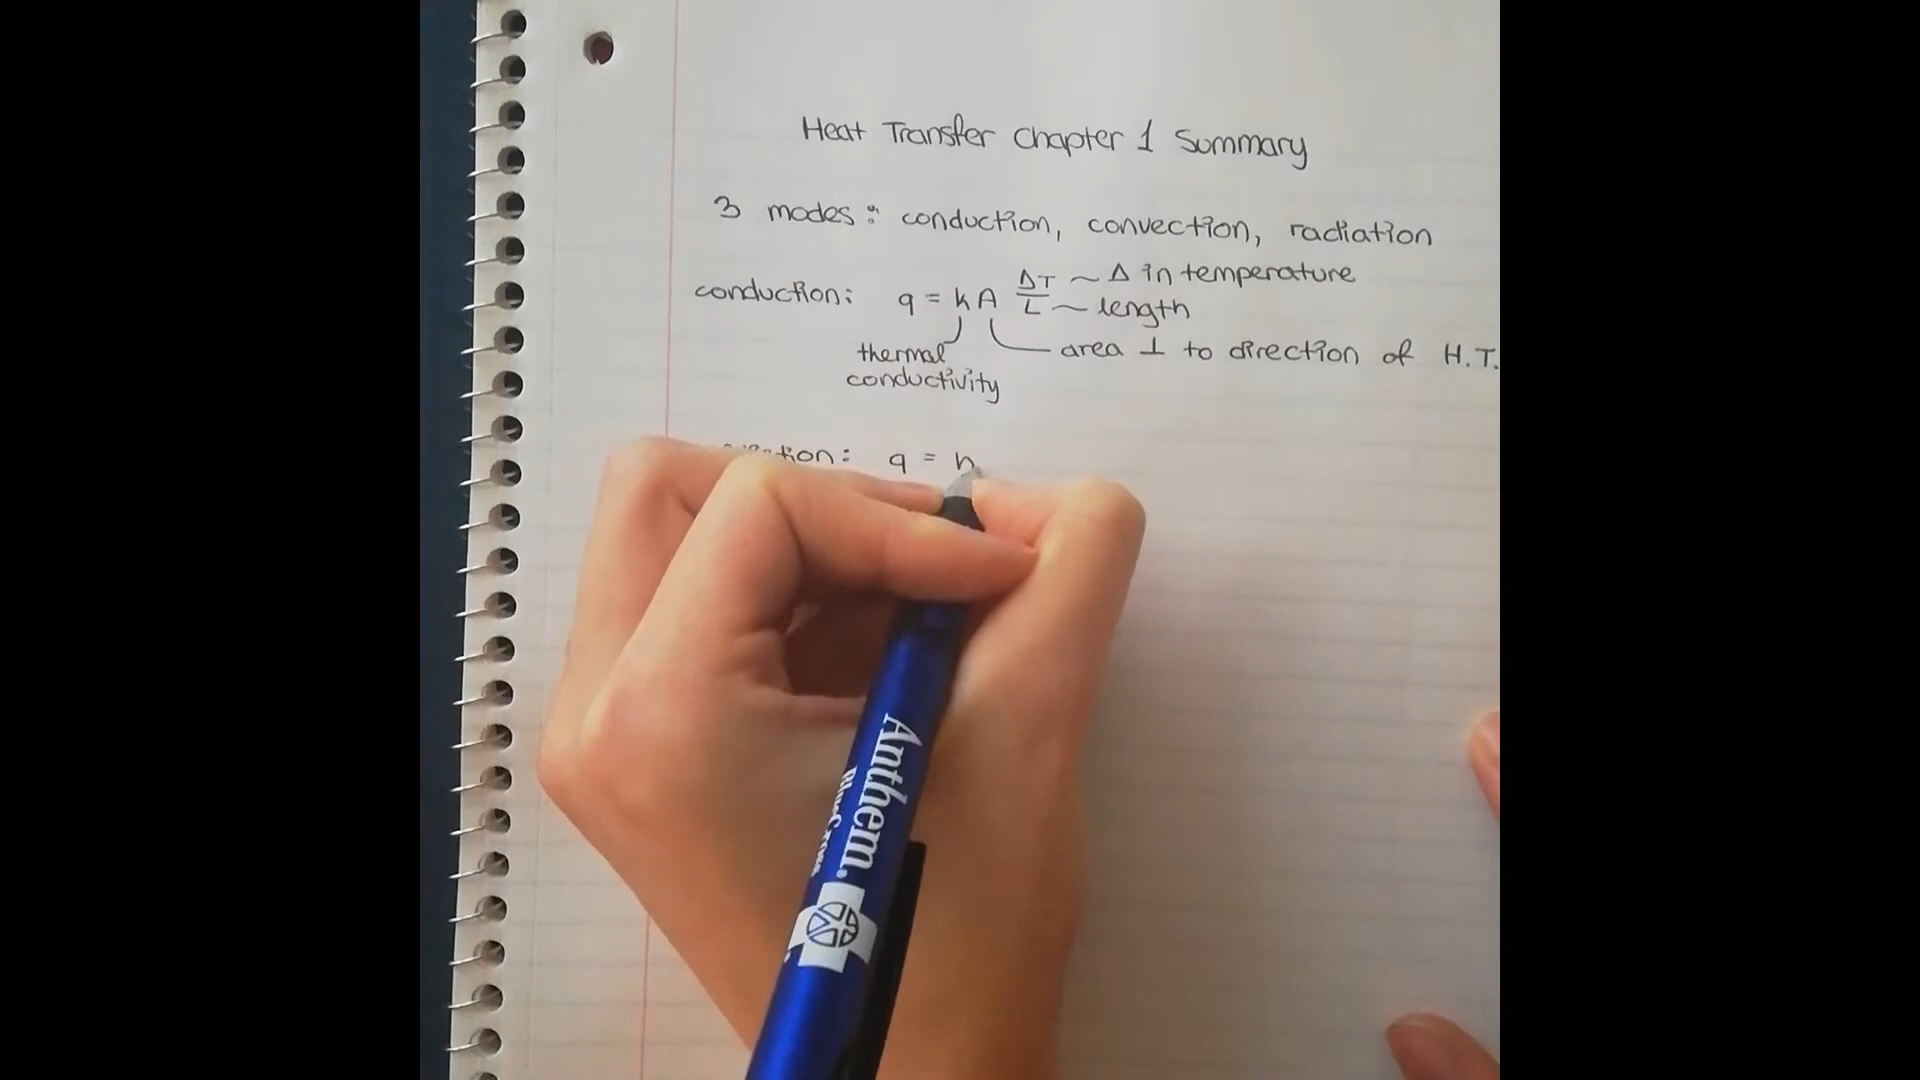 Heat Transfer Chapter 1 Summary
3 modes: conduction, convection, radiation
conduction: q = kA ΔT/L ~ Δ in temperature
~ length
thermal conductivity
area ⊥ to direction of H.T.
q = h
Anthem.